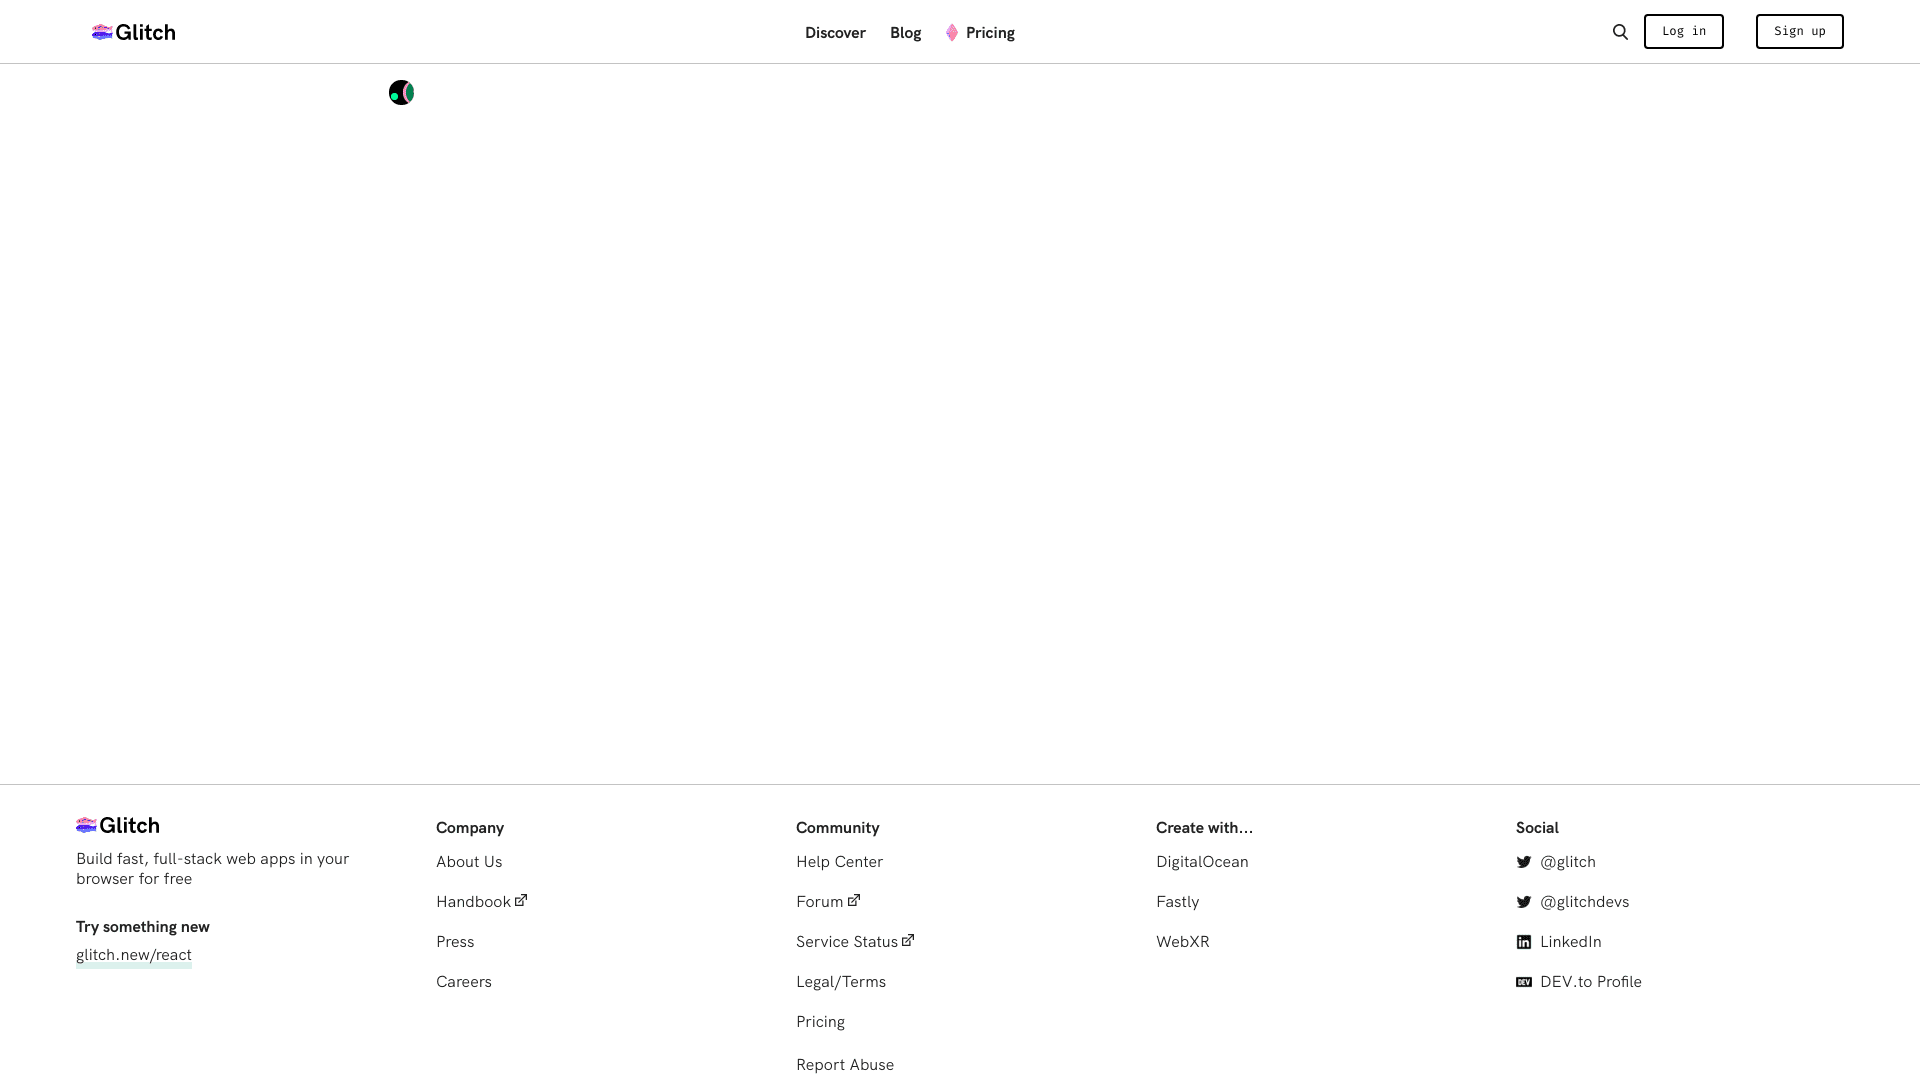 Glitch
Discover
Blog
Pricing
Log in
Sign up
Glitch
Build fast, full-stack web apps in your
browser for free
Try something new
glitch.new/react
Company
About Us
Handbook
Press
Careers
Community
Help Center
Forum
Service Status
Legal/Terms
Pricing
Report Abuse
Create with...
DigitalOcean
Fastly
WebXR
Social
@glitch
@glitchdevs
LinkedIn
DEV.to Profile